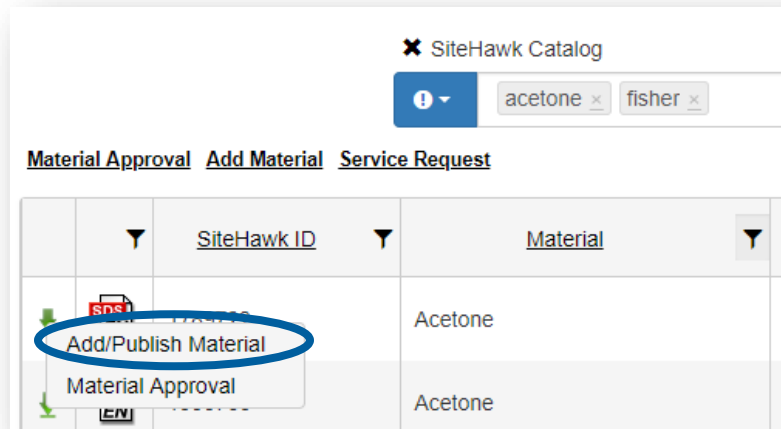 ✖ SiteHawk Catalog
acetone × fisher ×
Material Approval Add Material Service Request
SiteHawk ID Material
SDS Acetone
Add/Publish Material
Material Approval
EN Acetone